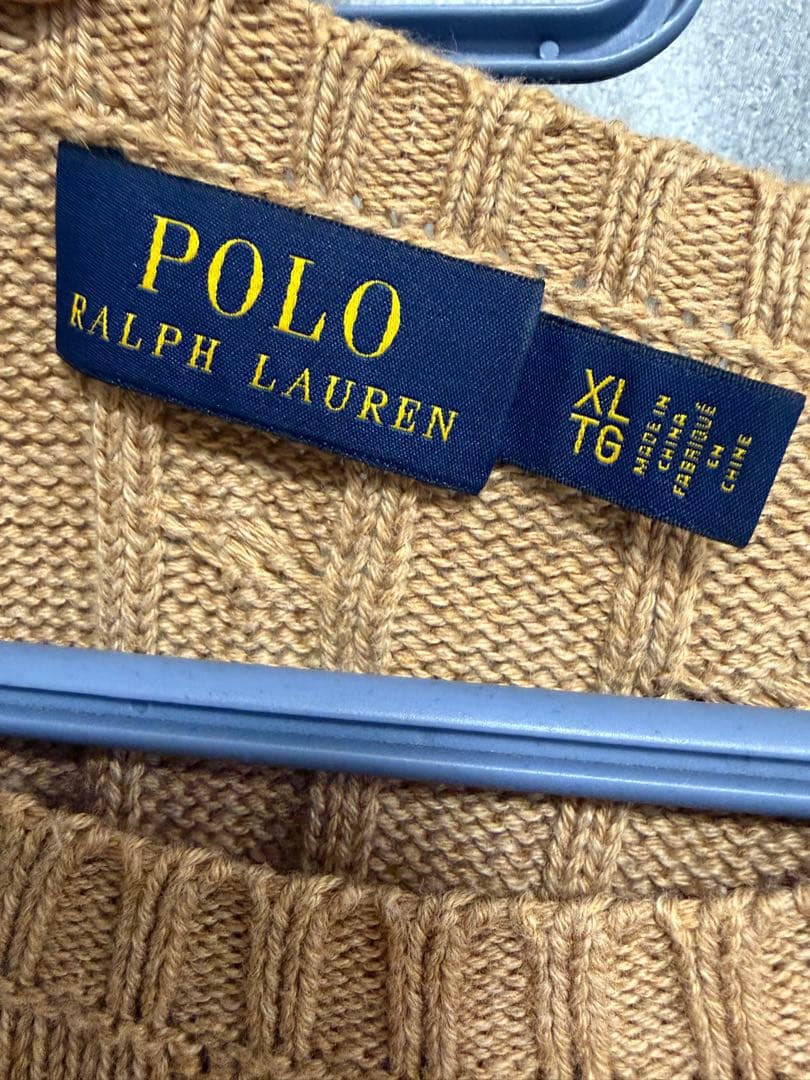 POLO
RALPH LAUREN
XL
TG
MADE IN
CHINA
FABRIQUÉ
EN
CHINE